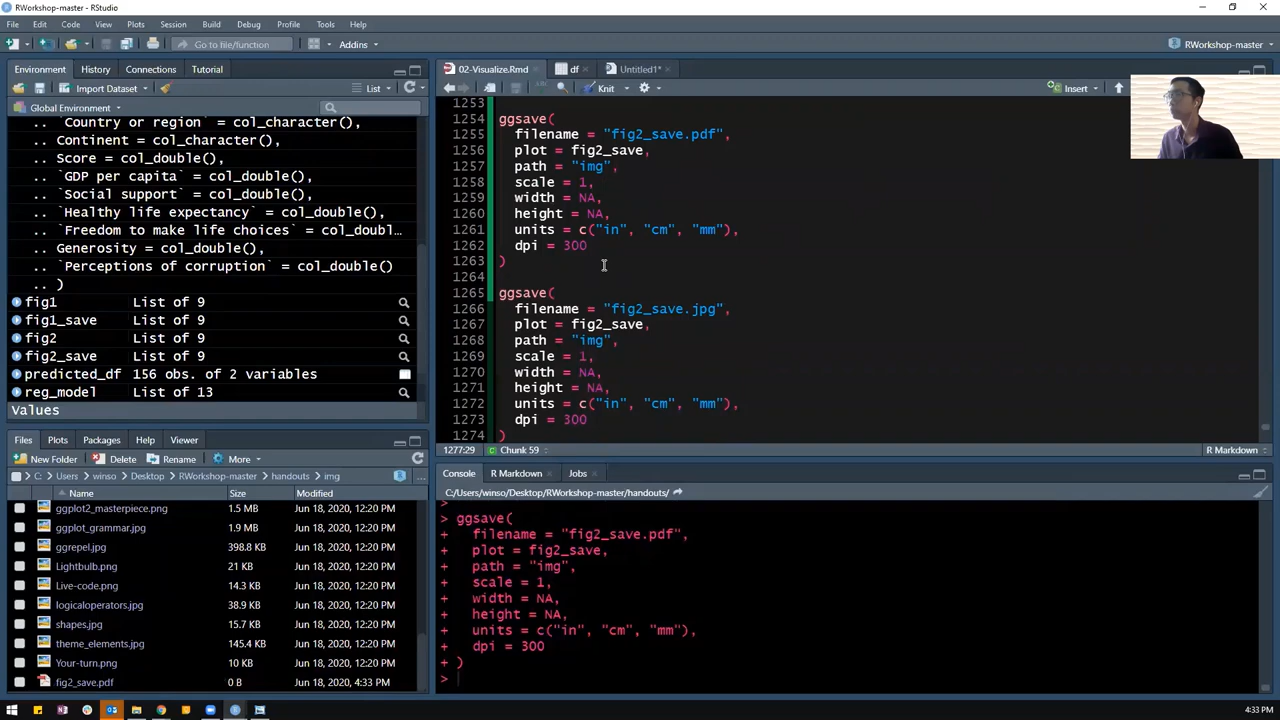 RWorkshop-master - RStudio
File Edit Code View Plots Session Build Debug Profile Tools Help
Go to file/function Addins RWorkshop-master
Environment History Connections Tutorial
Import Dataset List
Global Environment
.. `Country or region` = col_character(),
.. Continent = col_character(),
.. Score = col_double(),
.. `GDP per capita` = col_double(),
.. `Social support` = col_double(),
.. `Healthy life expectancy` = col_double(),
.. `Freedom to make life choices` = col_doubl...
.. Generosity = col_double(),
.. `Perceptions of corruption` = col_double()
.. )
fig1 List of 9
fig1_save List of 9
fig2 List of 9
fig2_save List of 9
predicted_df 156 obs. of 2 variables
reg_model List of 13
Values
Files Plots Packages Help Viewer
New Folder Delete Rename More
C: Users winso Desktop RWorkshop-master handouts img ...
Name Size Modified
ggplot2_masterpiece.png 1.5 MB Jun 18, 2020, 12:20 PM
ggplot_grammar.jpg 1.9 MB Jun 18, 2020, 12:20 PM
ggrepel.jpg 398.8 KB Jun 18, 2020, 12:20 PM
Lightbulb.png 21 KB Jun 18, 2020, 12:20 PM
Live-code.png 14.3 KB Jun 18, 2020, 12:20 PM
logicaloperators.jpg 38.9 KB Jun 18, 2020, 12:20 PM
shapes.jpg 15.7 KB Jun 18, 2020, 12:20 PM
theme_elements.jpg 145.4 KB Jun 18, 2020, 12:20 PM
Your-turn.png 10 KB Jun 18, 2020, 12:20 PM
fig2_save.pdf 0 B Jun 18, 2020, 4:33 PM
02-Visualize.Rmd df Untitled1*
Knit Insert
1253
1254 ggsave(
1255 filename = "fig2_save.pdf",
1256 plot = fig2_save,
1257 path = "img",
1258 scale = 1,
1259 width = NA,
1260 height = NA,
1261 units = c("in", "cm", "mm"),
1262 dpi = 300
1263 )
1264
1265 ggsave(
1266 filename = "fig2_save.jpg",
1267 plot = fig2_save,
1268 path = "img",
1269 scale = 1,
1270 width = NA,
1271 height = NA,
1272 units = c("in", "cm", "mm"),
1273 dpi = 300
1274 )
1277:29 Chunk 59 R Markdown
Console R Markdown Jobs
C:/Users/winso/Desktop/RWorkshop-master/handouts/
>
> ggsave(
+ filename = "fig2_save.pdf",
+ plot = fig2_save,
+ path = "img",
+ scale = 1,
+ width = NA,
+ height = NA,
+ units = c("in", "cm", "mm"),
+ dpi = 300
+ )
>
4:33 PM